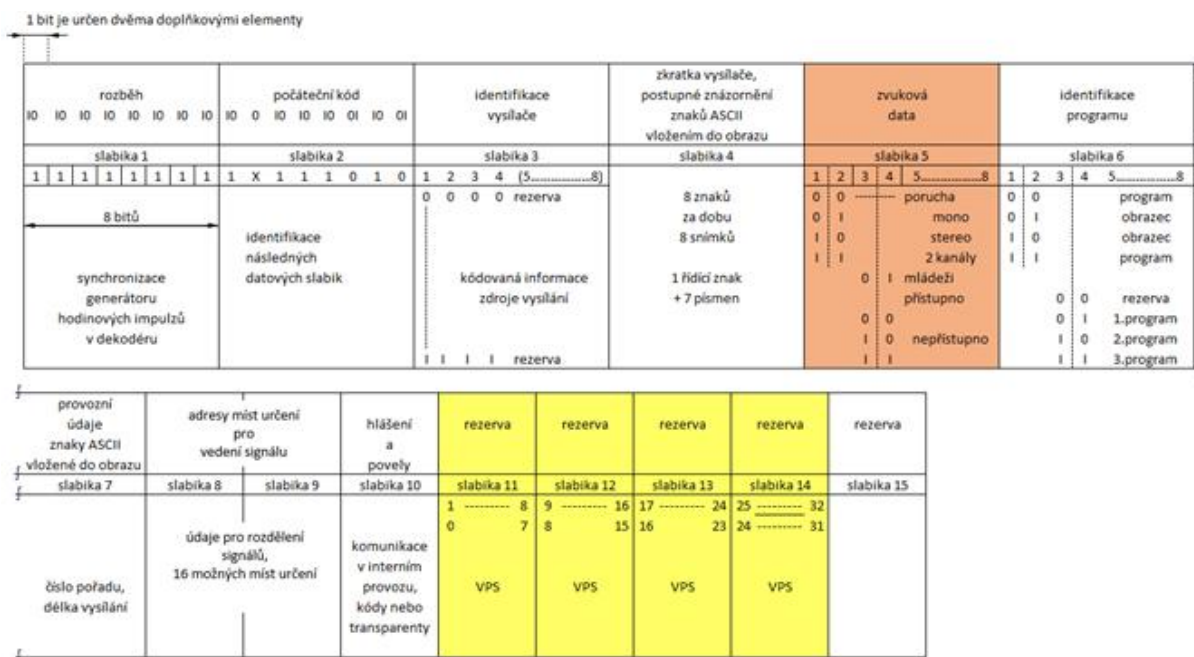 1 bit je určen dvěma doplňkovými elementy
rozběh
I0 I0 I0 I0 I0 I0 I0 I0
počáteční kód
I0 0 I0 I0 I0 0I I0 0I
identifikace
vysílače
zkratka vysílače,
postupné znázornění
znaků ASCII
vložením do obrazu
zvuková
data
identifikace
programu
slabika 1
slabika 2
slabika 3
slabika 4
slabika 5
slabika 6
1 1 1 1 1 1 1 1
8 bitů
synchronizace
generátoru
hodinových impulzů
v dekodéru
1 X 1 1 1 0 1 0
identifikace
následných
datových slabik
1 2 3 4 (5..................8)
0 0 0 0 rezerva
kódovaná informace
zdroje vysílání
I I I I rezerva
8 znaků
za dobu
8 snímků
1 řídící znak
+ 7 písmen
1 2 3 4 5..................8
0 0 --------- porucha
0 I mono
I 0 stereo
I I 2 kanály
0 I mládeži
přístupno
0 0
I 0 nepřístupno
I I
1 2 3 4 5..................8
0 0 program
0 I obrazec
I 0 obrazec
I I program
0 0 rezerva
0 I 1.program
I 0 2.program
I I 3.program
provozní
údaje
znaky ASCII
vložené do obrazu
adresy míst určení
pro
vedení signálu
hlášení
a
povely
rezerva
rezerva
rezerva
rezerva
rezerva
slabika 7
slabika 8
slabika 9
slabika 10
slabika 11
slabika 12
slabika 13
slabika 14
slabika 15
číslo pořadu,
délka vysílání
údaje pro rozdělení
signálů,
16 možných míst určení
komunikace
v interním
provozu,
kódy nebo
transparenty
1 --------- 8
0 7
VPS
9 --------- 16
8 15
VPS
17 --------- 24
16 23
VPS
25 --------- 32
24 --------- 31
VPS